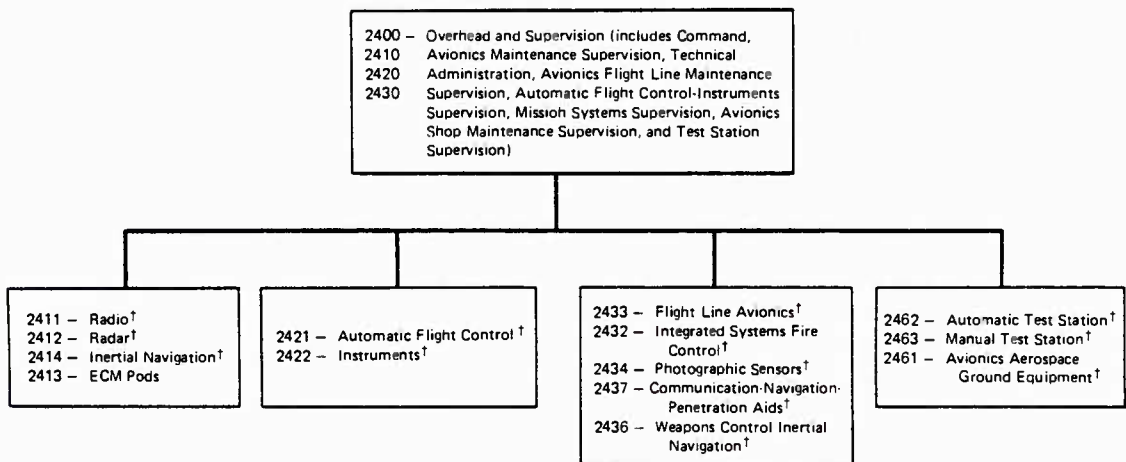 2400 – Overhead and Supervision (includes Command,
2410 Avionics Maintenance Supervision, Technical
2420 Administration, Avionics Flight Line Maintenance
2430 Supervision, Automatic Flight Control-Instruments
Supervision, Missioh Systems Supervision, Avionics
Shop Maintenance Supervision, and Test Station
Supervision)
2411 – Radio†
2412 – Radar†
2414 – Inertial Navigation†
2413 – ECM Pods
2421 – Automatic Flight Control†
2422 – Instruments†
2433 – Flight Line Avionics†
2432 – Integrated Systems Fire
Control†
2434 – Photographic Sensors†
2437 – Communication-Navigation-
Penetration Aids†
2436 – Weapons Control Inertial
Navigation†
2462 – Automatic Test Station†
2463 – Manual Test Station†
2461 – Avionics Aerospace
Ground Equipment†